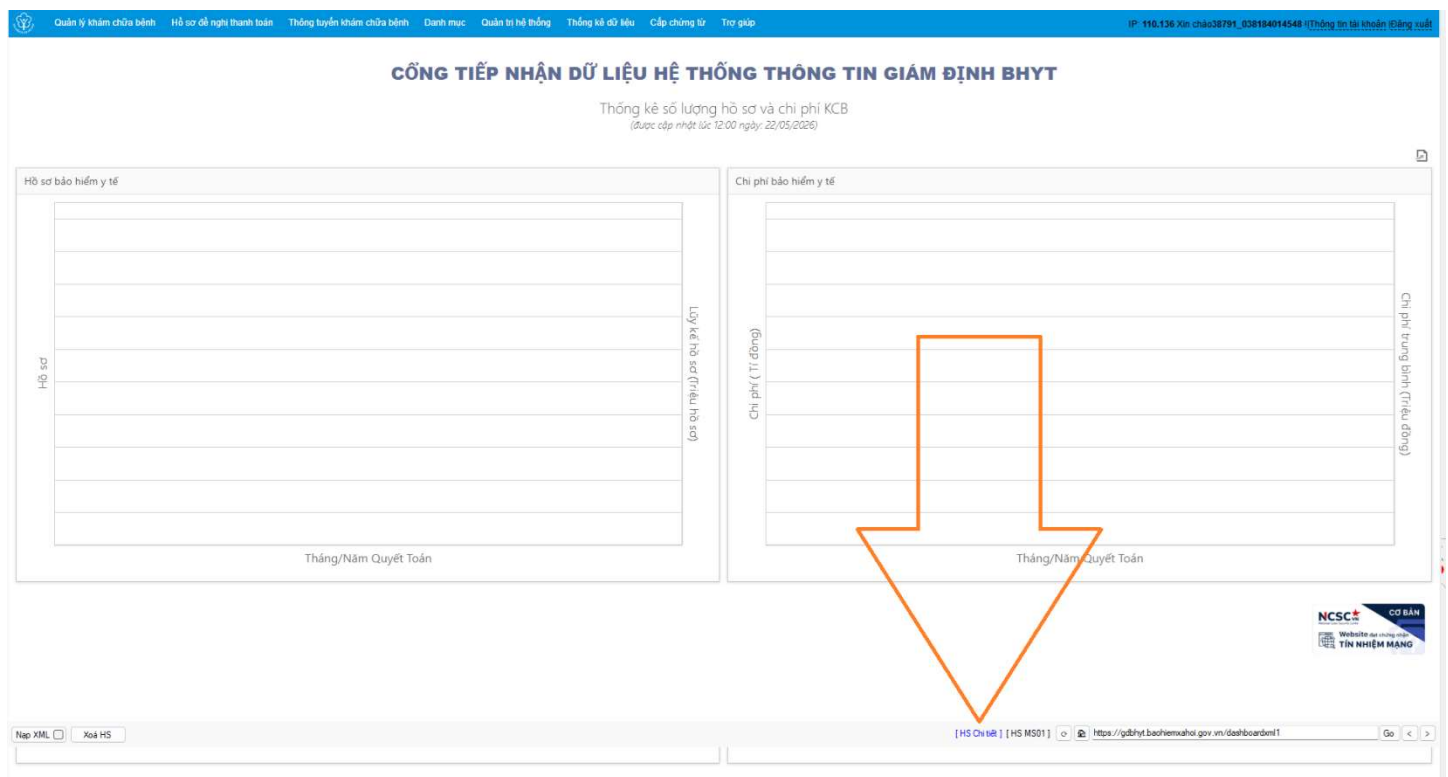 Quản lý khám chữa bệnh Hồ sơ đề nghị thanh toán Thông tuyến khám chữa bệnh Danh mục Quản trị hệ thống Thống kê dữ liệu Cấp chứng từ Trợ giúp
IP: 110.136 Xin chào38791_038184014548 !(Thông tin tài khoản )Đăng xuất
CỔNG TIẾP NHẬN DỮ LIỆU HỆ THỐNG THÔNG TIN GIÁM ĐỊNH BHYT
Thống kê số lượng hồ sơ và chi phí KCB
(được cập nhật lúc 12:00 ngày: 22/05/2026)
Hồ sơ bảo hiểm y tế
Hồ sơ
Lũy kế hồ sơ (Triệu hồ sơ)
Tháng/Năm Quyết Toán
Chi phí bảo hiểm y tế
Chi phí ( Tỉ đồng)
Chi phí trung bình (Triệu đồng)
Tháng/Năm Quyết Toán
NCSC VN
CƠ BẢN
Website đạt chứng nhận
TÍN NHIỆM MẠNG
Nạp XML Xoá HS
[ HS Chi tiết ] [ HS MS01 ] https://gdbhyt.baohiemxahoi.gov.vn/dashboardxml1 Go < >